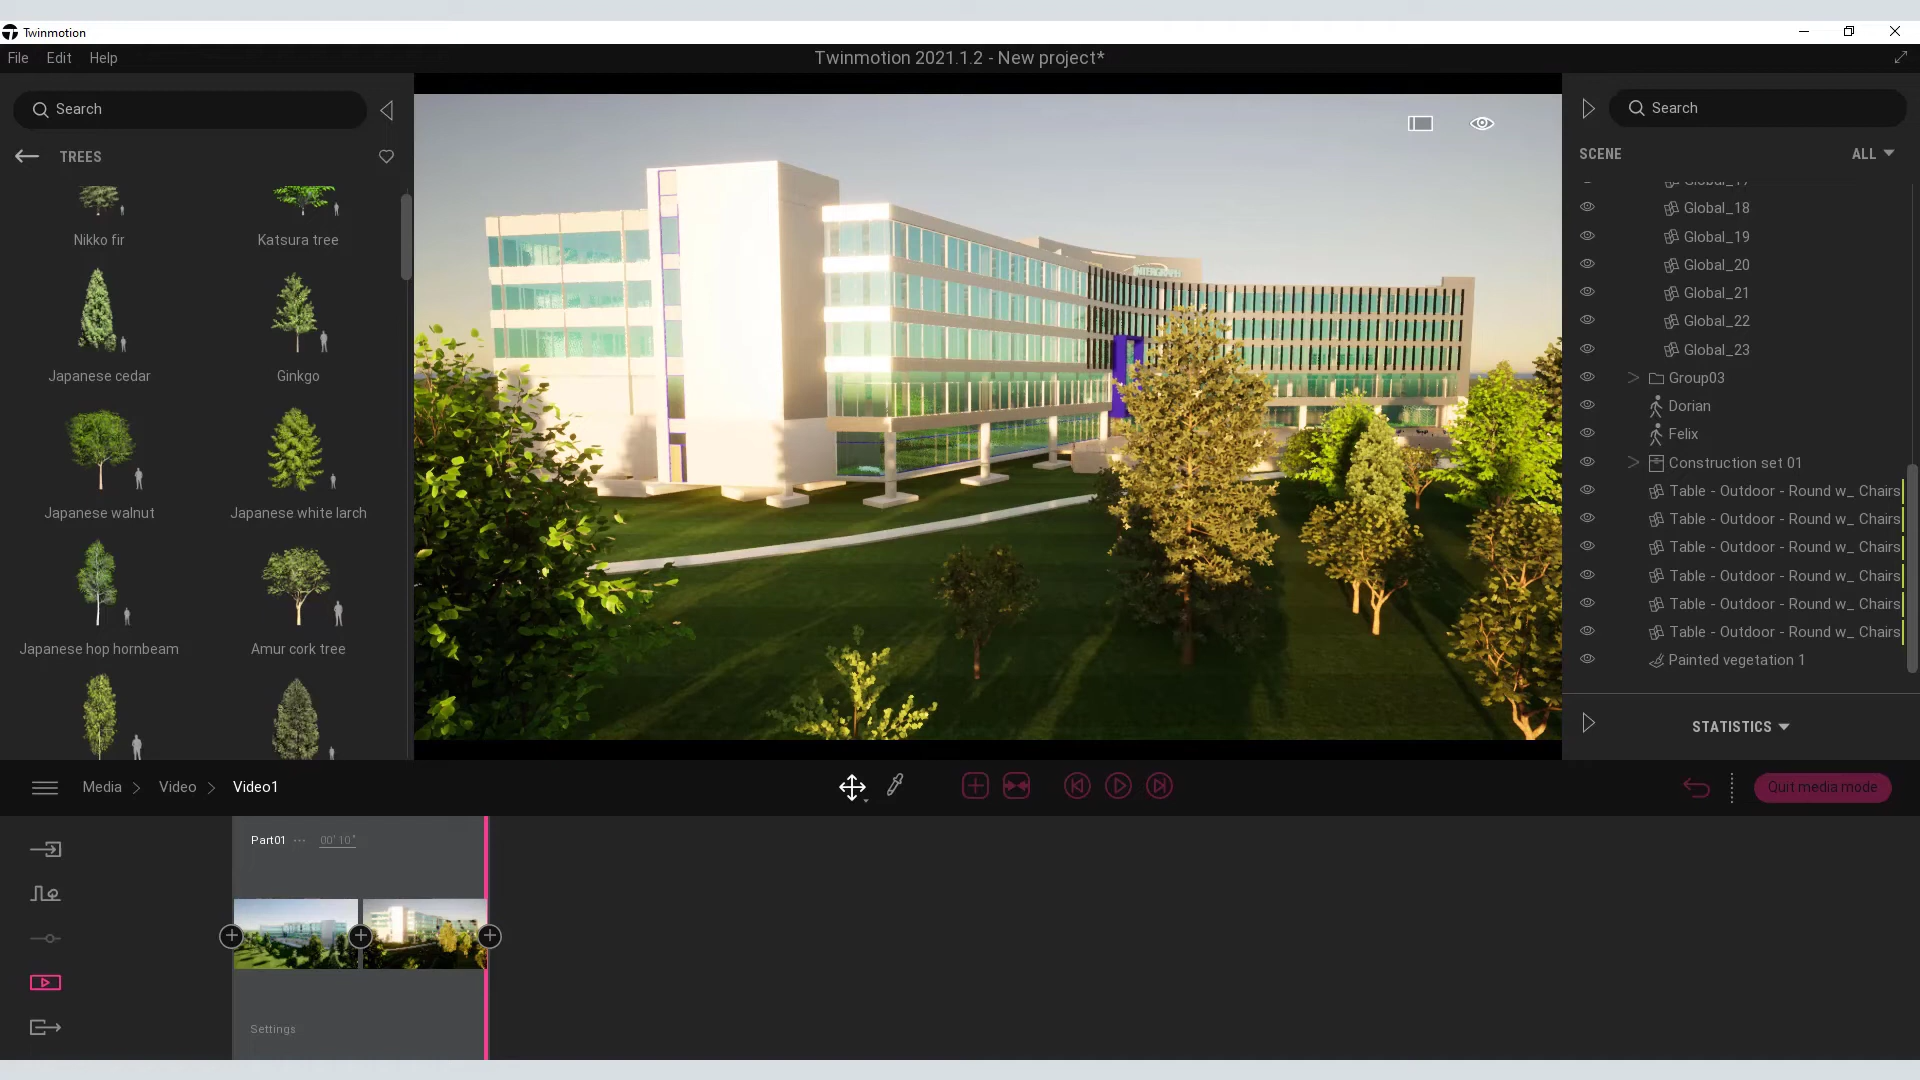 Twinmotion
File Edit Help
Twinmotion 2021.1.2 - New project*
Search
TREES
Nikko fir
Katsura tree
Japanese cedar
Ginkgo
Japanese walnut
Japanese white larch
Japanese hop hornbeam
Amur cork tree
INTERGRAPH
Search
SCENE
ALL
Global_18
Global_19
Global_20
Global_21
Global_22
Global_23
Group03
Dorian
Felix
Construction set 01
Table - Outdoor - Round w_ Chairs
Table - Outdoor - Round w_ Chairs
Table - Outdoor - Round w_ Chairs
Table - Outdoor - Round w_ Chairs
Table - Outdoor - Round w_ Chairs
Table - Outdoor - Round w_ Chairs
Painted vegetation 1
STATISTICS
Media > Video > Video1
Quit media mode
Part01 ... 00' 10"
Settings